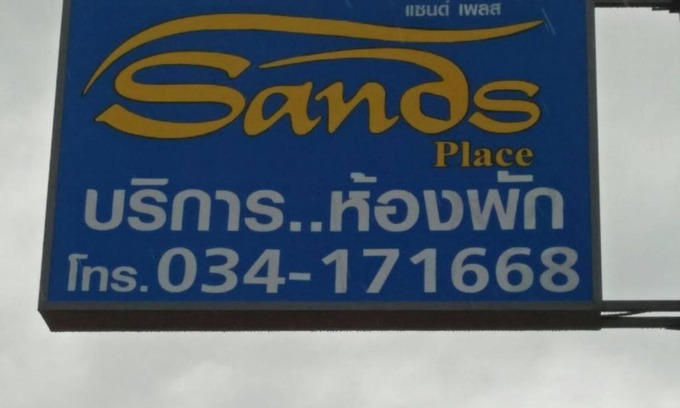 แซนด์ เพลส
Sands
Place
บริการ..ห้องพัก
โทร.034-171668